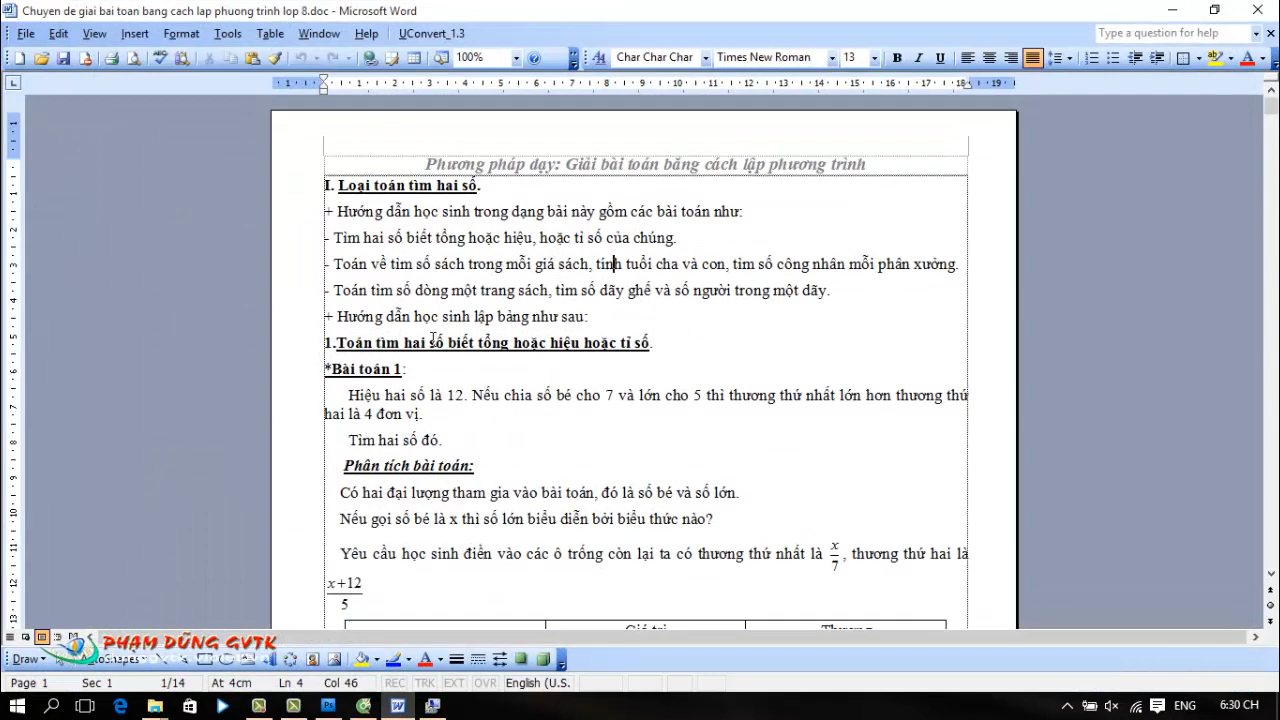 Chuyen de giai bai toan bang cach lap phuong trinh lop 8.doc - Microsoft Word
File Edit View Insert Format Tools Table Window Help UConvert_1.3 Type a question for help
100% Char Char Char Times New Roman 13 B I U
Phương pháp dạy: Giải bài toán bằng cách lập phương trình
I. Loại toán tìm hai số.
+ Hướng dẫn học sinh trong dạng bài này gồm các bài toán như:
- Tìm hai số biết tổng hoặc hiệu, hoặc tỉ số của chúng.
- Toán về tìm số sách trong mỗi giá sách, tính tuổi cha và con, tìm số công nhân mỗi phân xưởng.
- Toán tìm số dòng một trang sách, tìm số dãy ghế và số người trong một dãy.
+ Hướng dẫn học sinh lập bảng như sau:
1.Toán tìm hai số biết tổng hoặc hiệu hoặc tỉ số.
*Bài toán 1:
Hiệu hai số là 12. Nếu chia số bé cho 7 và lớn cho 5 thì thương thứ nhất lớn hơn thương thứ
hai là 4 đơn vị.
Tìm hai số đó.
Phân tích bài toán:
Có hai đại lượng tham gia vào bài toán, đó là số bé và số lớn.
Nếu gọi số bé là x thì số lớn biểu diễn bởi biểu thức nào?
Yêu cầu học sinh điền vào các ô trống còn lại ta có thương thứ nhất là x/7, thương thứ hai là
x+12
5
Giá trị Thương
PHẠM DŨNG GVTK
Draw AutoShapes
Page 1 Sec 1 1/14 At 4cm Ln 4 Col 46 REC TRK EXT OVR English (U.S.
ENG 6:30 CH